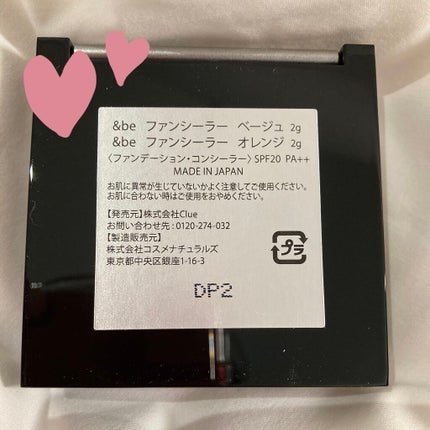 &be ファンシーラー ベージュ 2g
&be ファンシーラー オレンジ 2g
〈ファンデーション・コンシーラー〉SPF20 PA++
MADE IN JAPAN
お肌に異常が生じていないかよく注意してご使用ください。
お肌に合わない時はご使用をおやめください。
【発売元】株式会社Clue
お問い合わせ先:0120-274-032
【製造販売元】
株式会社コスメナチュラルズ
東京都中央区銀座1-16-3
プラ
DP2